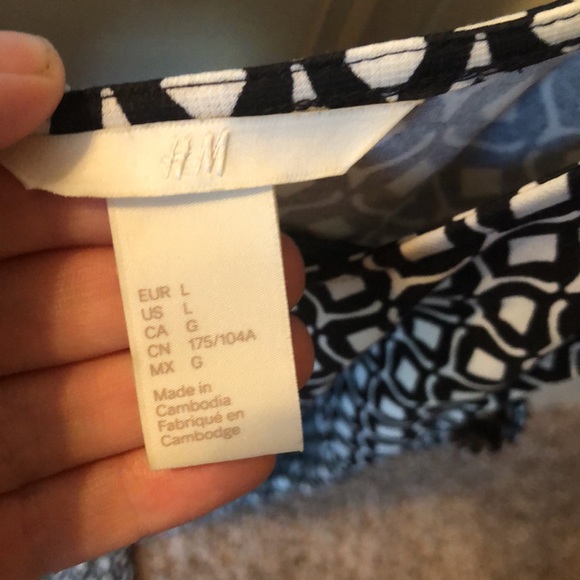 H&M
EUR L
US L
CA G
CN 175/104A
MX G
Made in
Cambodia
Fabriqué en
Cambodge